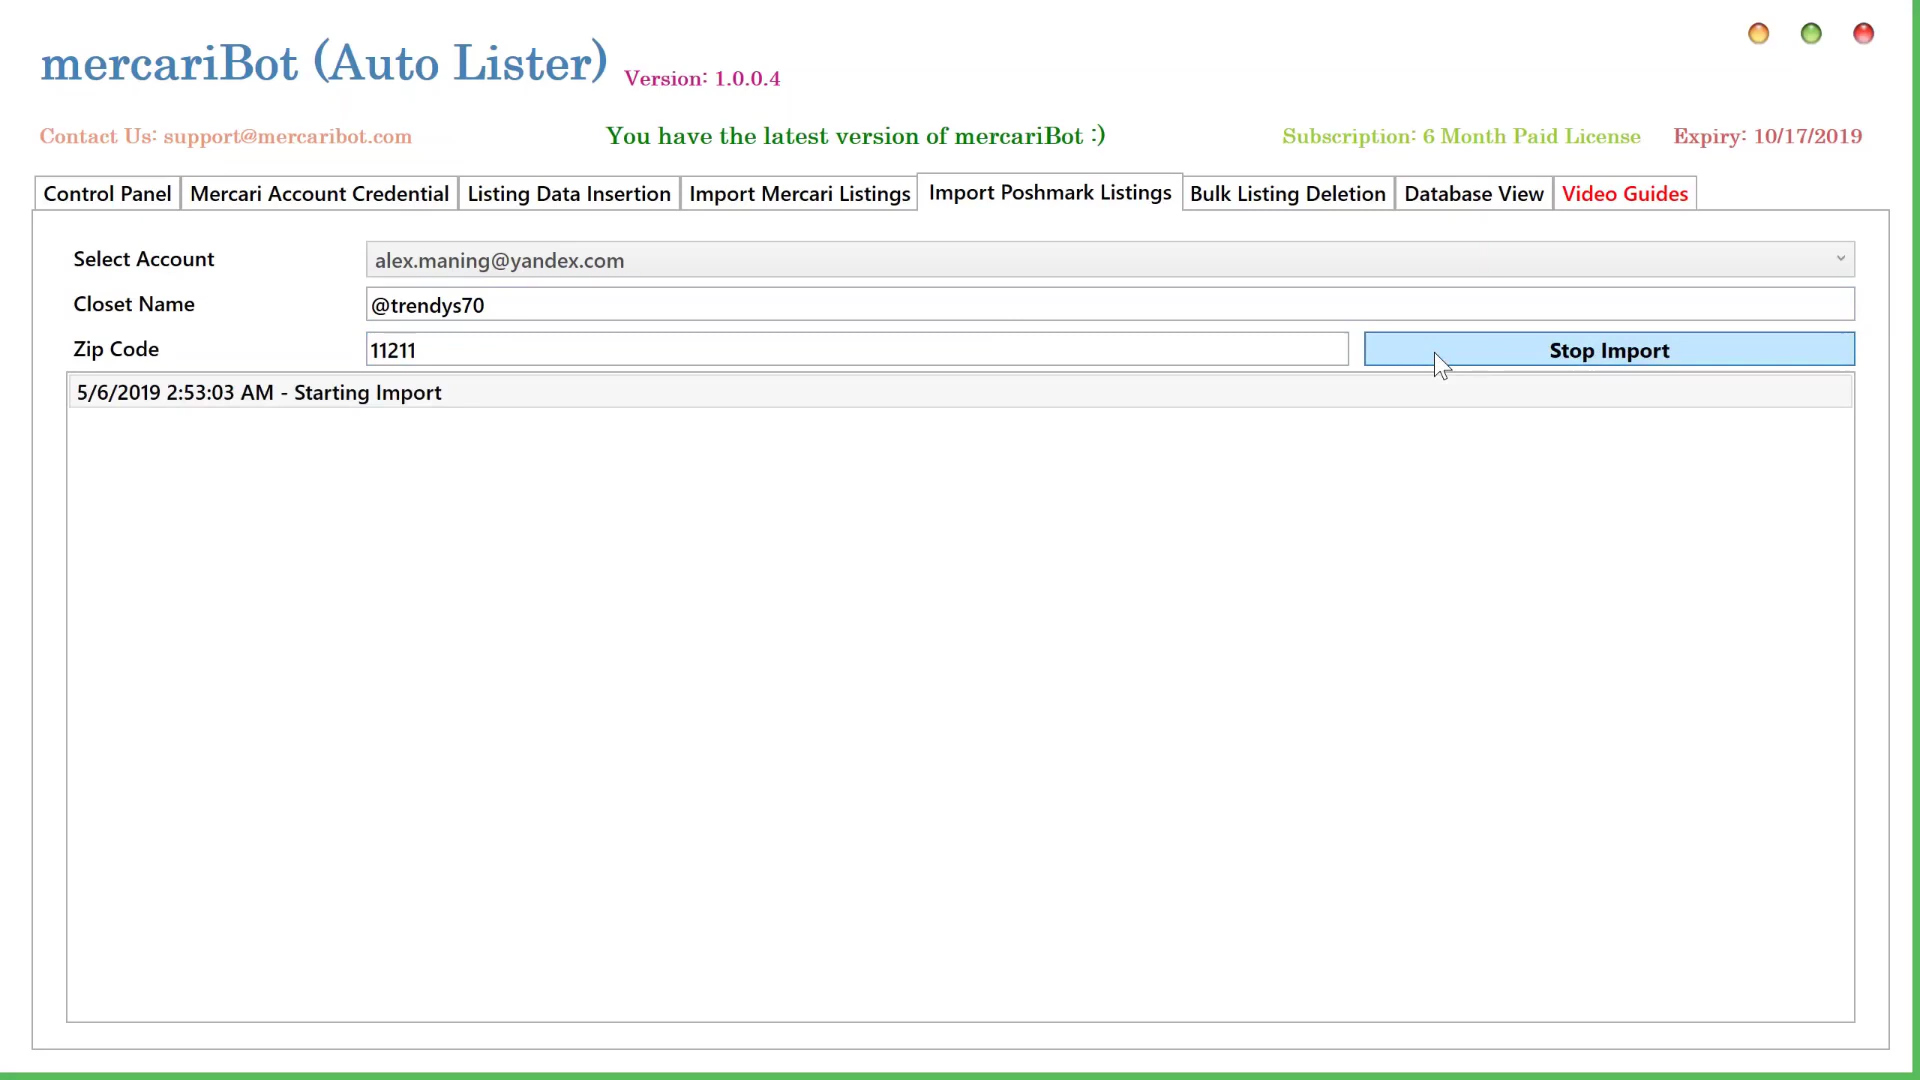 mercariBot (Auto Lister) Version: 1.0.0.4
Contact Us: support@mercaribot.com You have the latest version of mercariBot :) Subscription: 6 Month Paid License Expiry: 10/17/2019
Control Panel Mercari Account Credential Listing Data Insertion Import Mercari Listings Import Poshmark Listings Bulk Listing Deletion Database View Video Guides
Select Account alex.maning@yandex.com
Closet Name @trendys70
Zip Code 11211 Stop Import
5/6/2019 2:53:03 AM - Starting Import